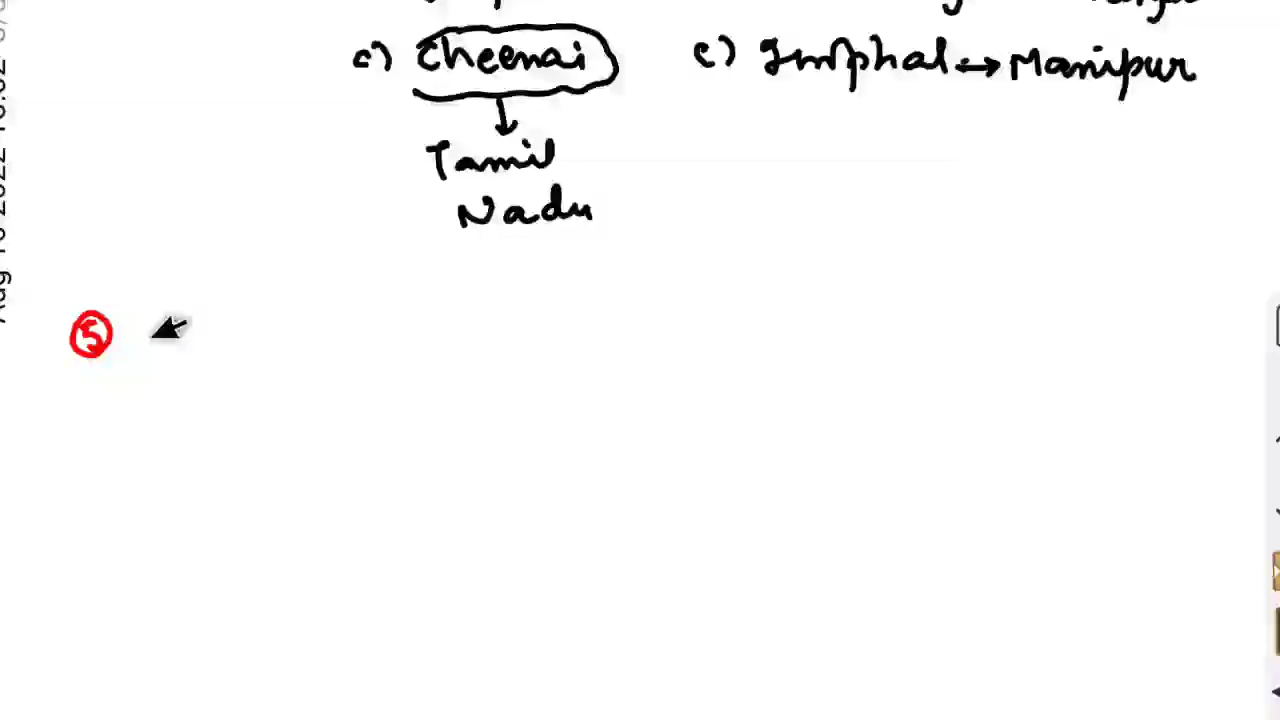 c) Cheenai e) Imphal ↔ Manipur
↓
Tamil
Nadu
5